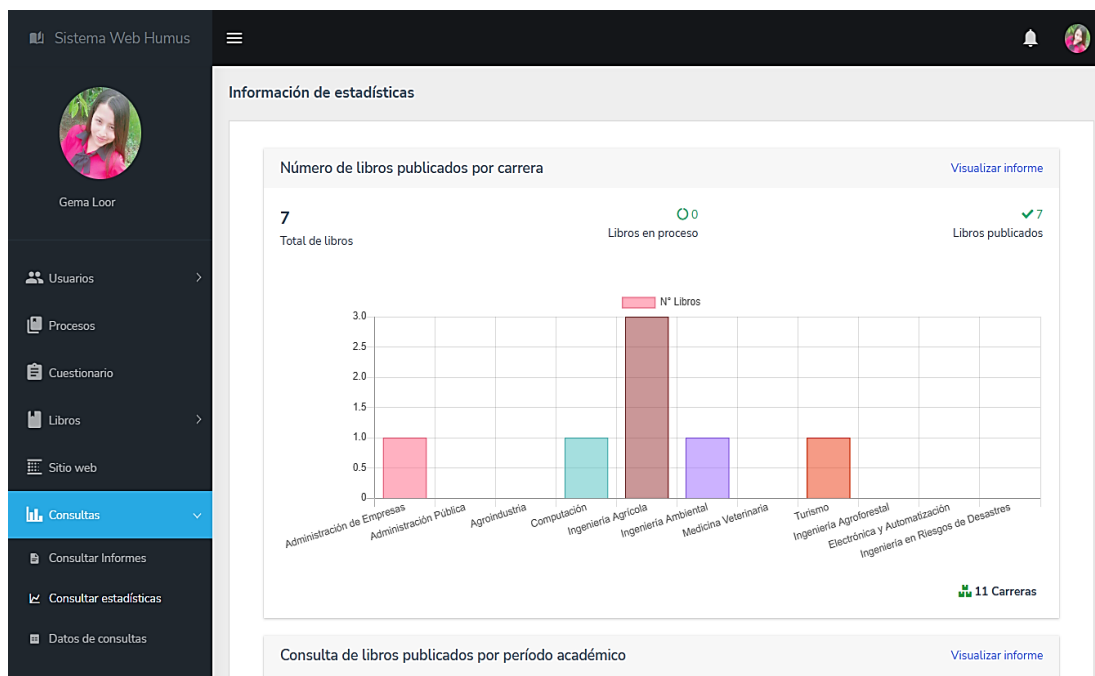 Sistema Web Humus
Gema Loor
Usuarios
Procesos
Cuestionario
Libros
Sitio web
Consultas
Consultar Informes
Consultar estadísticas
Datos de consultas
Información de estadísticas
Número de libros publicados por carrera
Visualizar informe
7
Total de libros
0
Libros en proceso
7
Libros publicados
N° Libros
3.0
2.5
2.0
1.5
1.0
0.5
0
Administración de Empresas
Administración Pública
Agroindustria
Computación
Ingeniería Agrícola
Ingeniería Ambiental
Medicina Veterinaria
Turismo
Ingeniería Agroforestal
Electrónica y Automatización
Ingeniería en Riesgos de Desastres
11 Carreras
Consulta de libros publicados por período académico
Visualizar informe